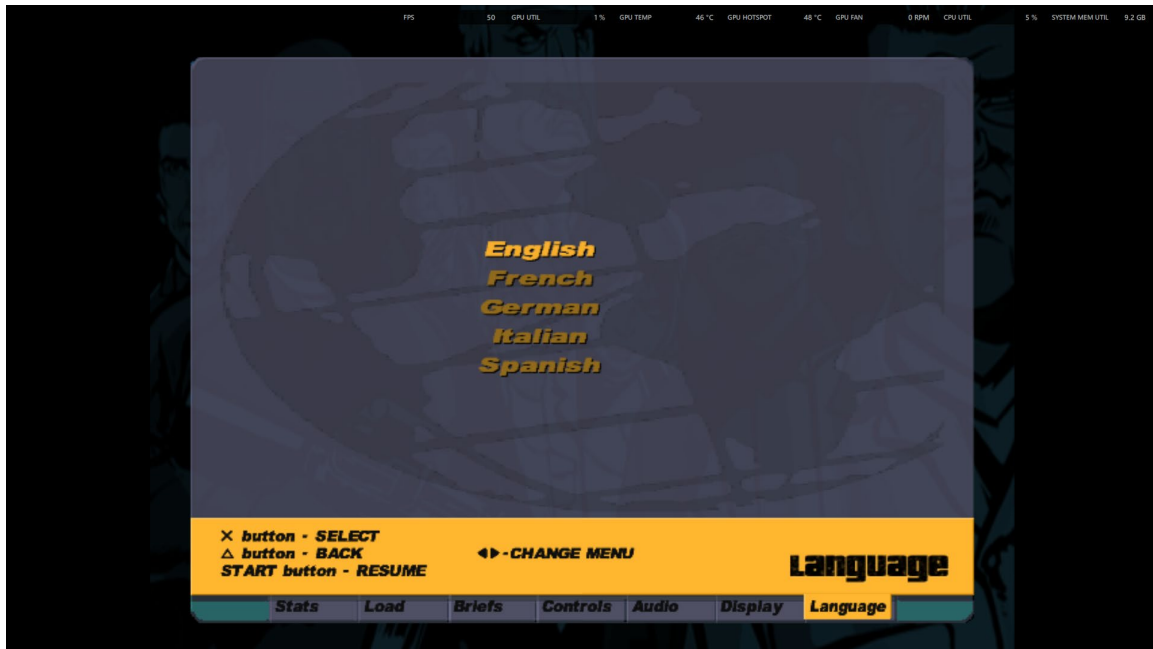 FPS 50 GPU UTIL 1 % GPU TEMP 46 °C GPU HOTSPOT 48 °C GPU FAN 0 RPM CPU UTIL 5 % SYSTEM MEM UTIL 9.2 GB
English
French
German
Italian
Spanish
X button - SELECT
△ button - BACK
START button - RESUME
◀▶-CHANGE MENU
Language
Stats Load Briefs Controls Audio Display Language